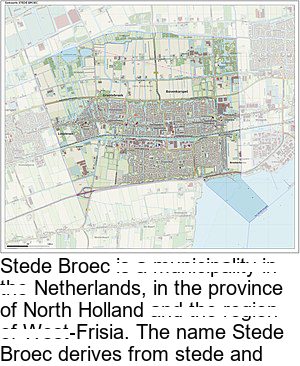 Gemeente STEDE BROEC
Grootebroek
Bovenkarspel
Stede Broec is a municipality in
the Netherlands, in the province
of North Holland and the region
of West-Frisia. The name Stede
Broec derives from stede and